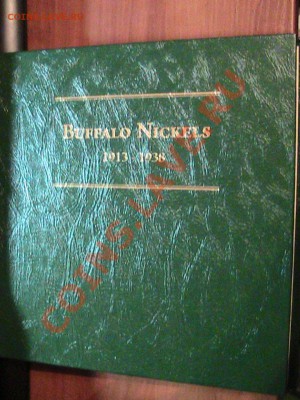 COINS.LAVE.RU
BUFFALO NICKELS
1913 1938
COINS.LAVE.RU